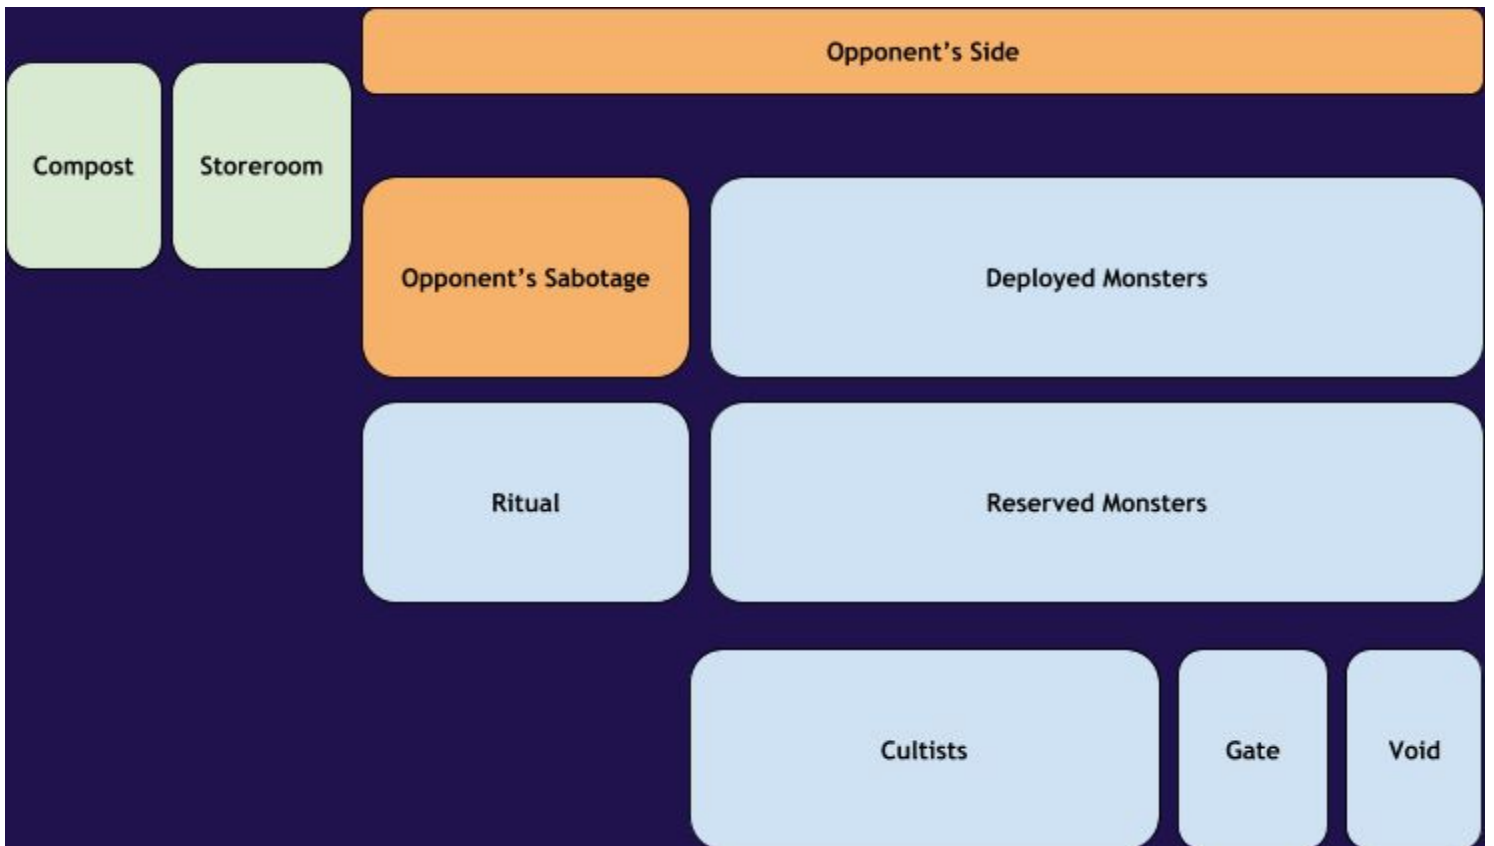 Opponent’s Side
Compost
Storeroom
Opponent’s Sabotage
Deployed Monsters
Ritual
Reserved Monsters
Cultists
Gate
Void